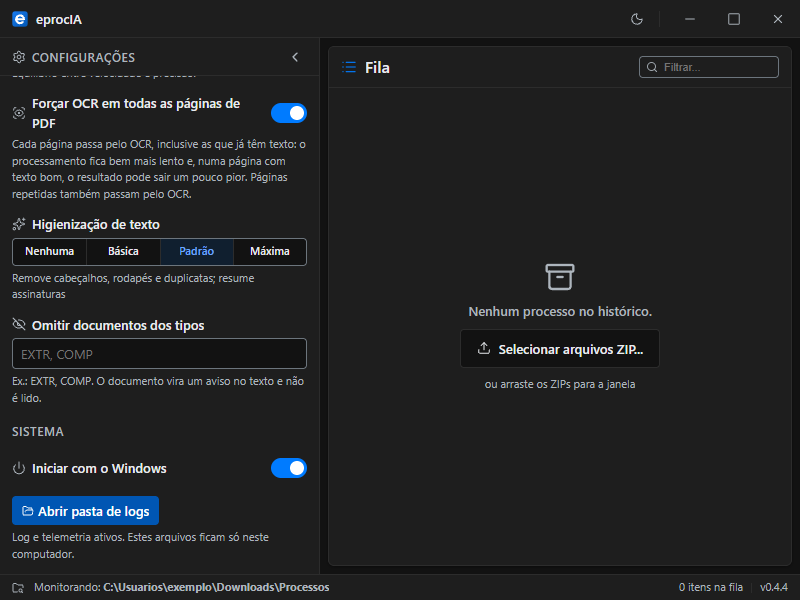 eprocIA
CONFIGURAÇÕES
Forçar OCR em todas as páginas de
PDF
Cada página passa pelo OCR, inclusive as que já têm texto: o
processamento fica bem mais lento e, numa página com
texto bom, o resultado pode sair um pouco pior. Páginas
repetidas também passam pelo OCR.
Higienização de texto
Nenhuma Básica Padrão Máxima
Remove cabeçalhos, rodapés e duplicatas; resume
assinaturas
Omitir documentos dos tipos
EXTR, COMP
Ex.: EXTR, COMP. O documento vira um aviso no texto e não
é lido.
SISTEMA
Iniciar com o Windows
Abrir pasta de logs
Log e telemetria ativos. Estes arquivos ficam só neste
computador.
Fila
Filtrar...
Nenhum processo no histórico.
Selecionar arquivos ZIP...
ou arraste os ZIPs para a janela
Monitorando: C:\Usuarios\exemplo\Downloads\Processos
0 itens na fila
v0.4.4